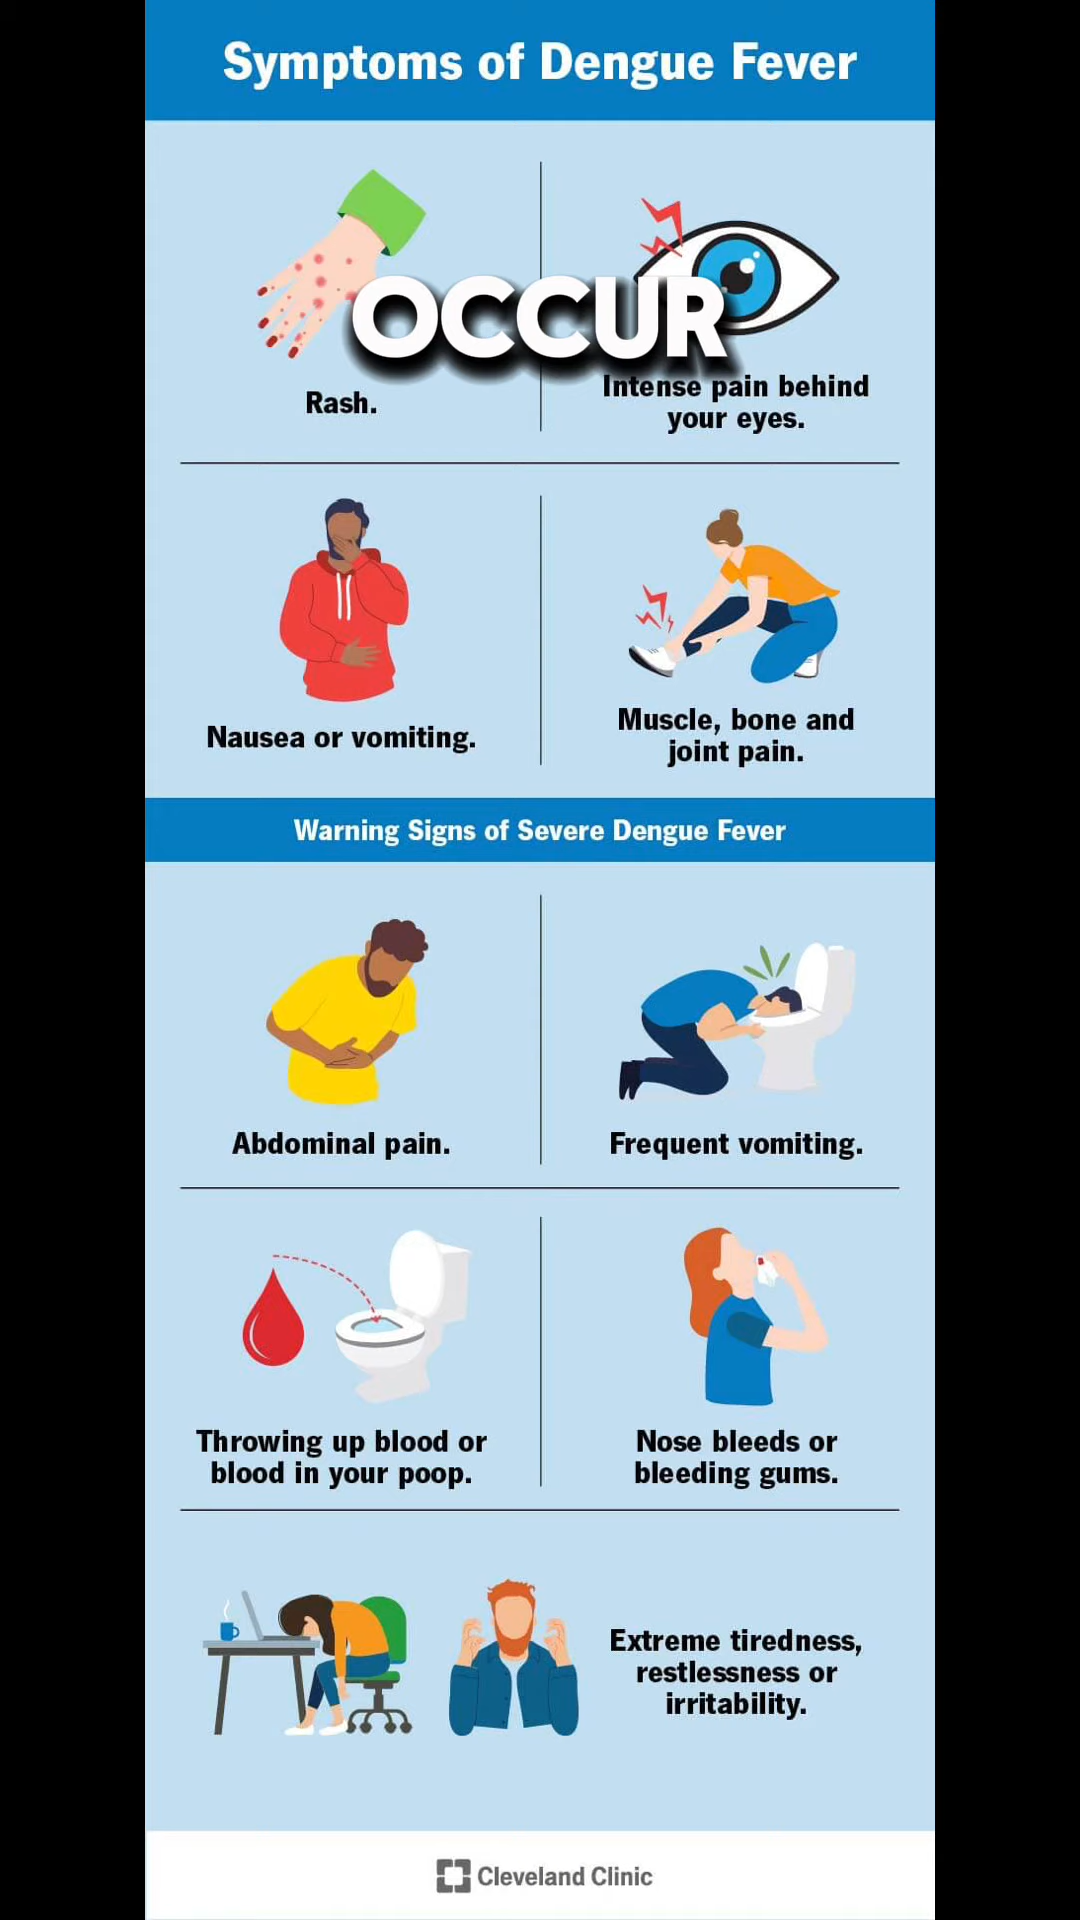 Symptoms of Dengue Fever
OCCUR
Rash.
Intense pain behind
your eyes.
Nausea or vomiting.
Muscle, bone and
joint pain.
Warning Signs of Severe Dengue Fever
Abdominal pain.
Frequent vomiting.
Throwing up blood or
blood in your poop.
Nose bleeds or
bleeding gums.
Extreme tiredness,
restlessness or
irritability.
Cleveland Clinic